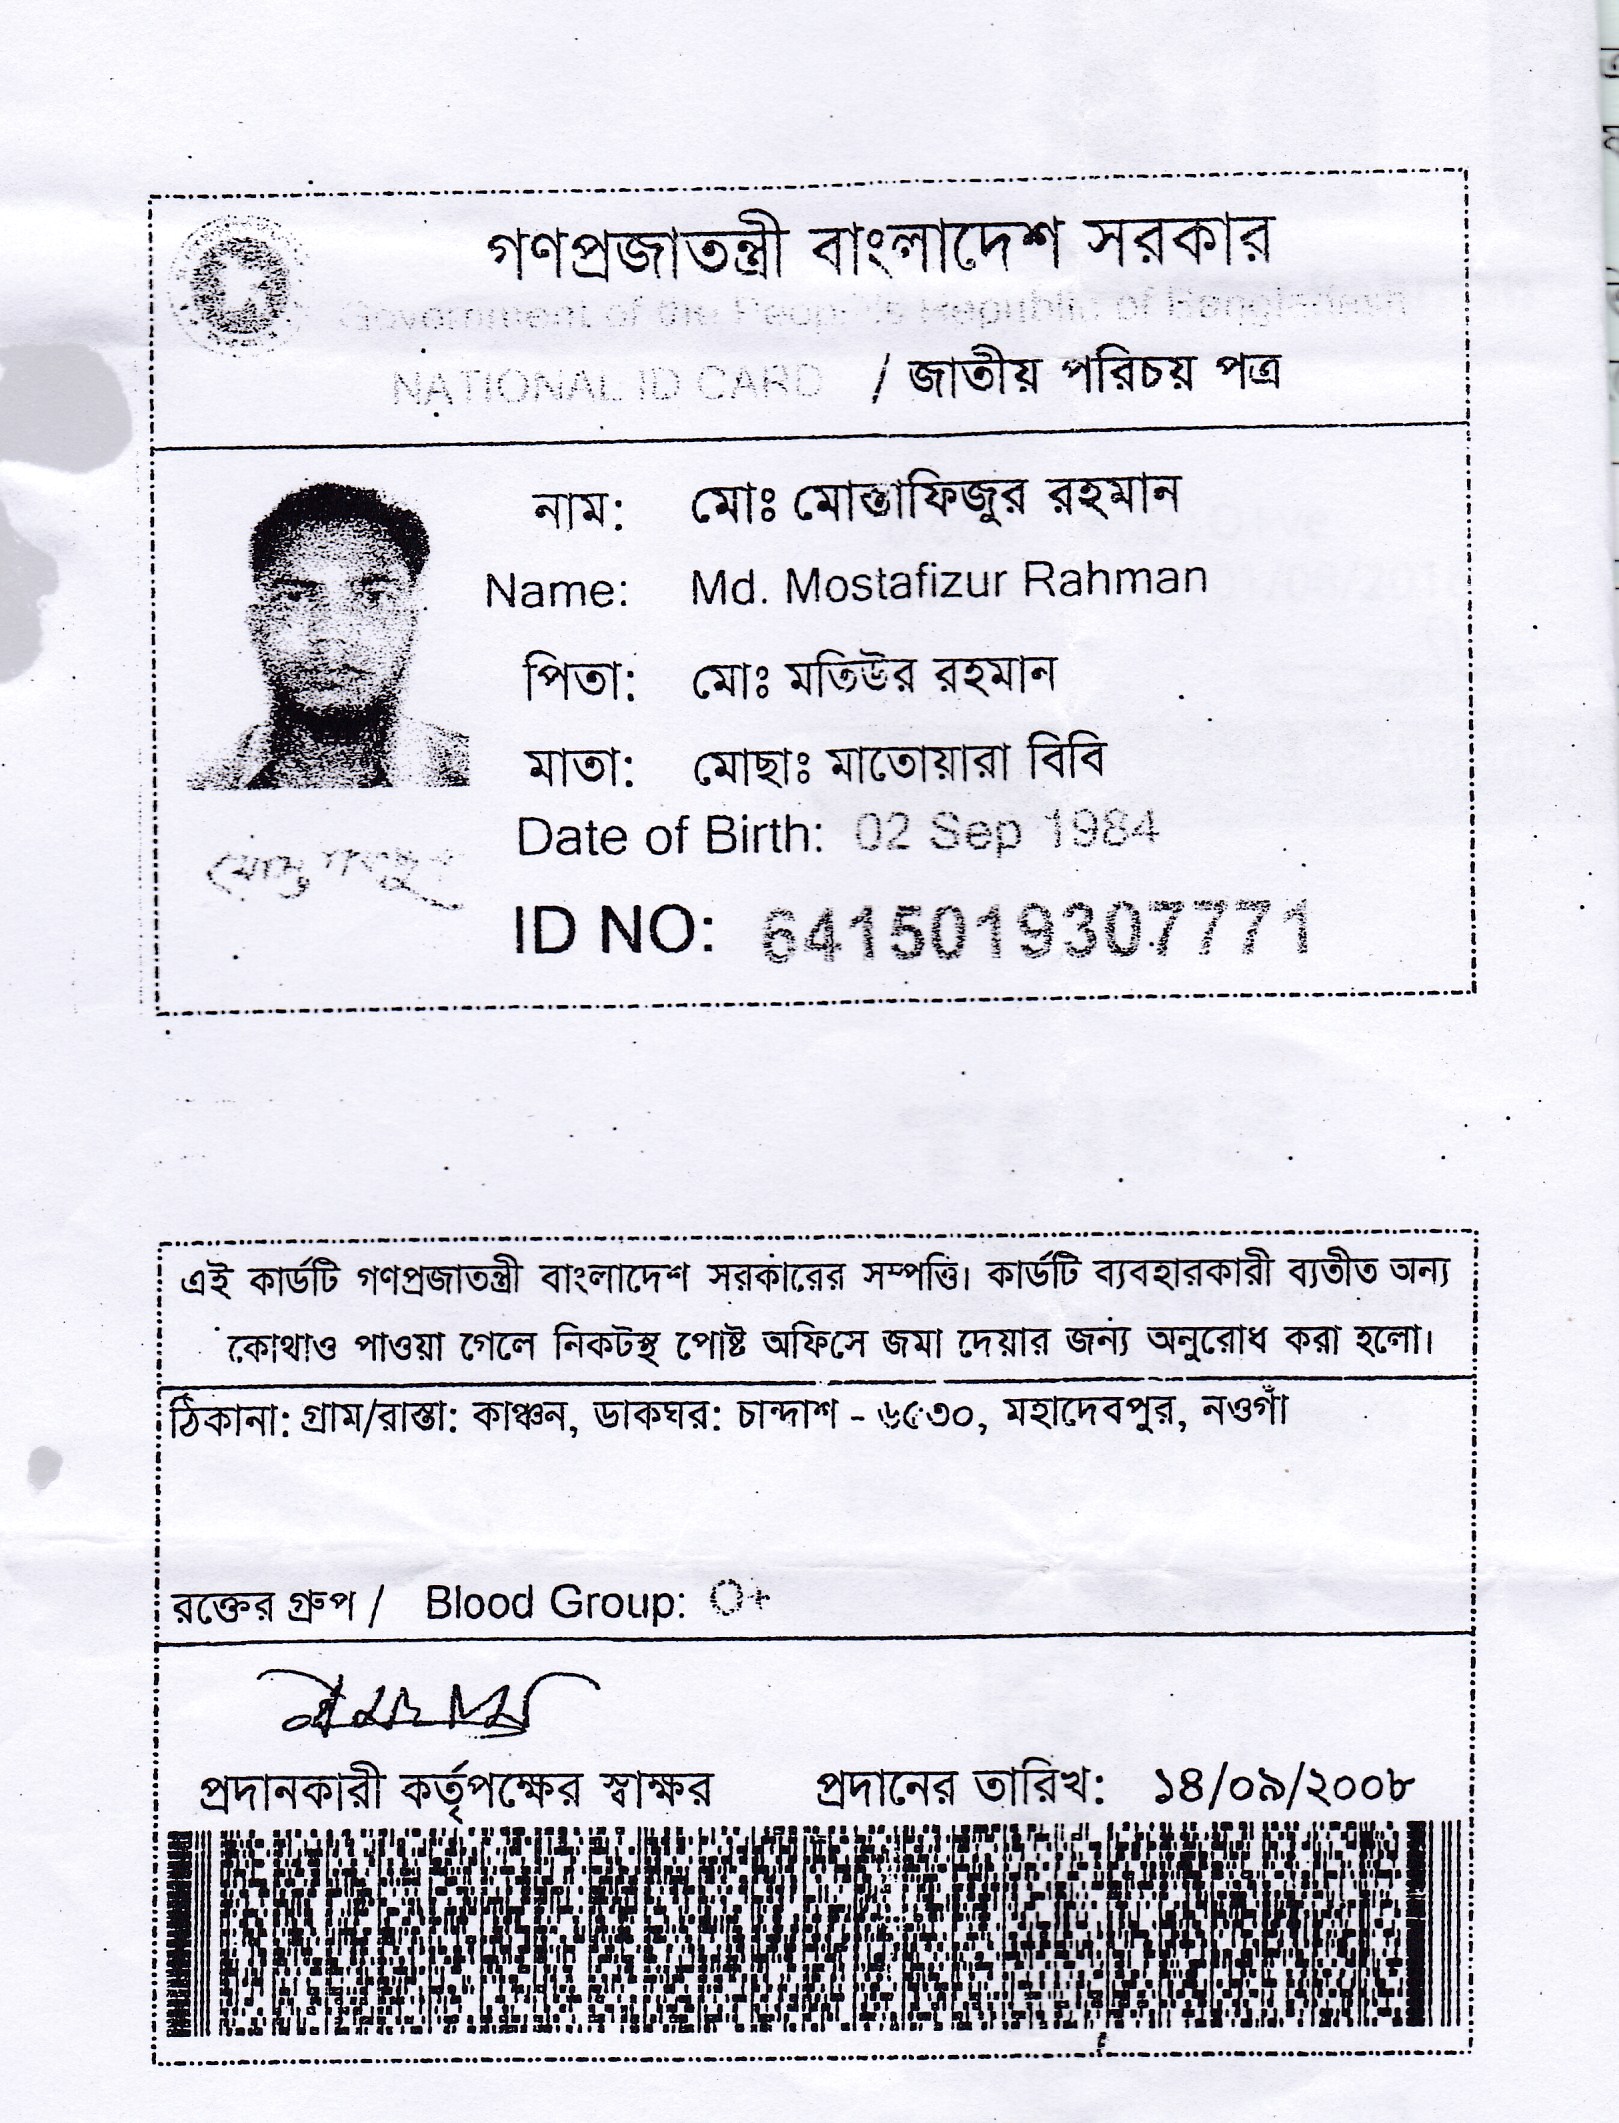 গণপ্রজাতন্ত্রী বাংলাদেশ সরকার
Government of the People's Republic of Bangladesh
NATIONAL ID CARD / জাতীয় পরিচয় পত্র
নাম: মোঃ মোস্তাফিজুর রহমান
Name: Md. Mostafizur Rahman
পিতা: মোঃ মতিউর রহমান
মাতা: মোছাঃ মাতোয়ারা বিবি
Date of Birth: 02 Sep 1984
ID NO: 6415019307771
এই কার্ডটি গণপ্রজাতন্ত্রী বাংলাদেশ সরকারের সম্পত্তি। কার্ডটি ব্যবহারকারী ব্যতীত অন্য
কোথাও পাওয়া গেলে নিকটস্থ পোষ্ট অফিসে জমা দেয়ার জন্য অনুরোধ করা হলো।
ঠিকানা: গ্রাম/রাস্তা: কাঞ্চন, ডাকঘর: চান্দাশ - ৬৫৩০, মহাদেবপুর, নওগাঁ
রক্তের গ্রুপ / Blood Group: O+
প্রদানকারী কর্তৃপক্ষের স্বাক্ষর প্রদানের তারিখ: ১৪/০৯/২০০৮